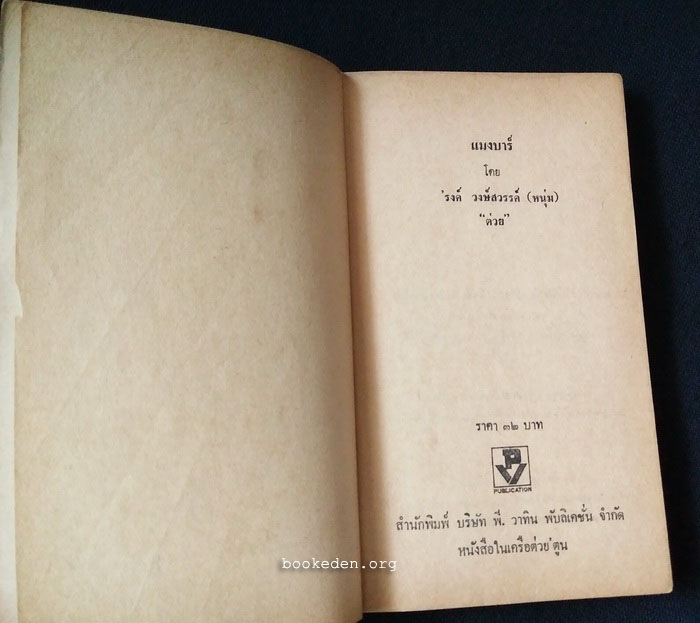 แมงบาร์
โดย
'รงค์ วงษ์สวรรค์ (หนุ่ม)
"ต่วย"
ราคา ๓๒ บาท
PV
PUBLICATION
สำนักพิมพ์ บริษัท พี. วาทิน พับลิเคชั่น จำกัด
หนังสือในเครือต่วย'ตูน
bookeden.org